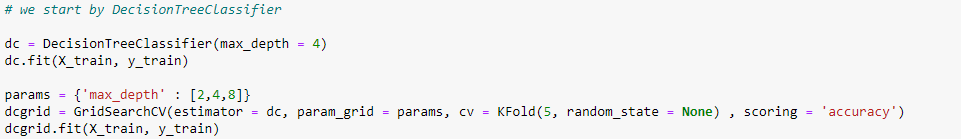 # we start by DecisionTreeClassifier
dc = DecisionTreeClassifier(max_depth = 4)
dc.fit(X_train, y_train)
params = {'max_depth' : [2,4,8]}
dcgrid = GridSearchCV(estimator = dc, param_grid = params, cv = KFold(5, random_state = None) , scoring = 'accuracy')
dcgrid.fit(X_train, y_train)